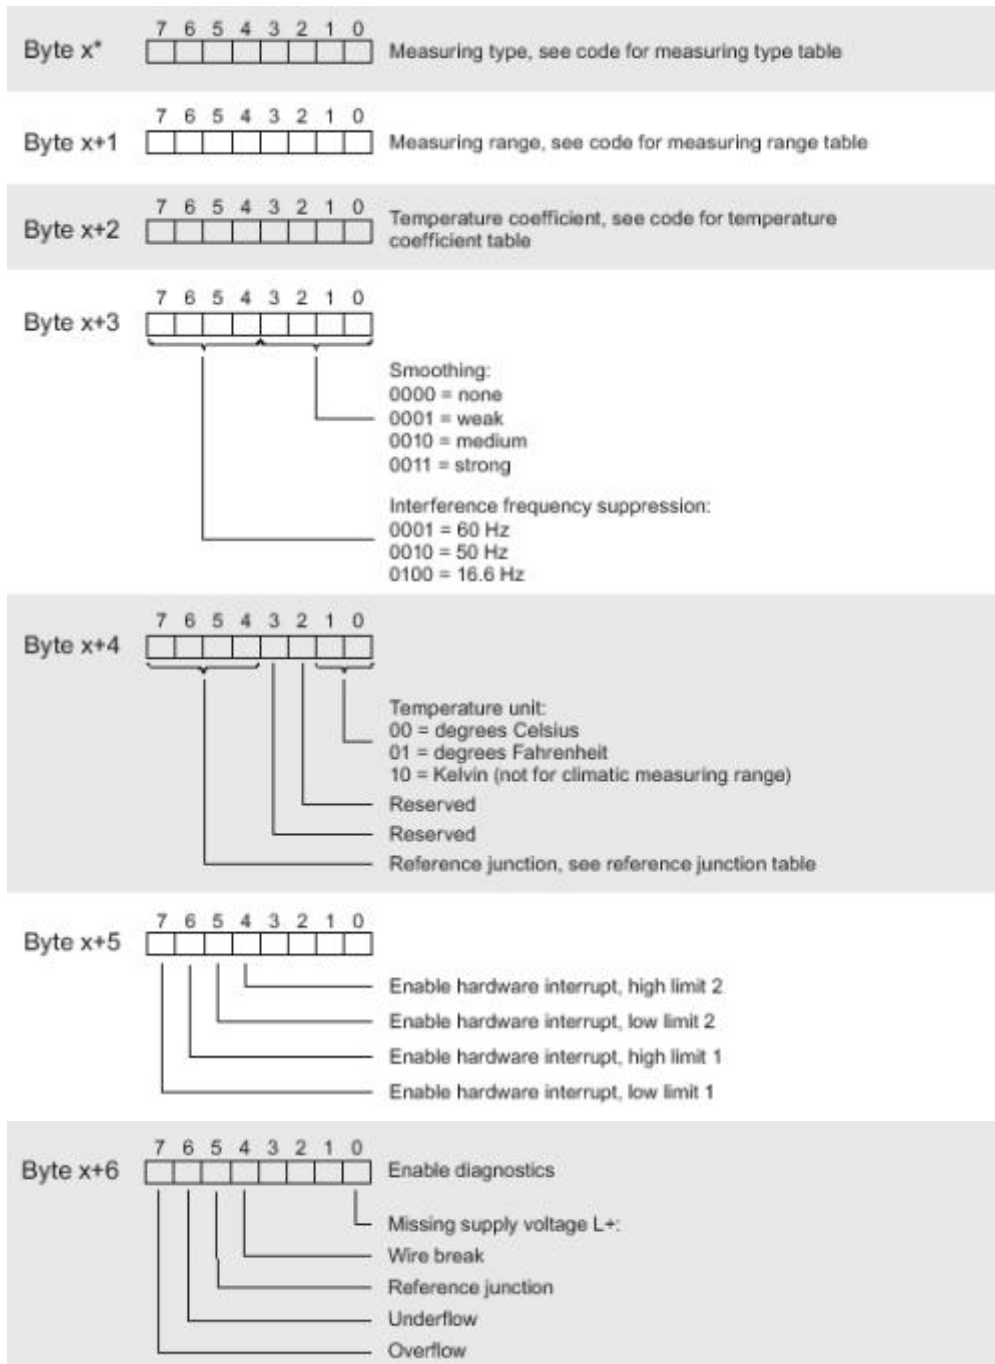 Byte x*
7 6 5 4 3 2 1 0
Measuring type, see code for measuring type table
Byte x+1
7 6 5 4 3 2 1 0
Measuring range, see code for measuring range table
Byte x+2
7 6 5 4 3 2 1 0
Temperature coefficient, see code for temperature
coefficient table
Byte x+3
7 6 5 4 3 2 1 0
Smoothing:
0000 = none
0001 = weak
0010 = medium
0011 = strong
Interference frequency suppression:
0001 = 60 Hz
0010 = 50 Hz
0100 = 16.6 Hz
Byte x+4
7 6 5 4 3 2 1 0
Temperature unit:
00 = degrees Celsius
01 = degrees Fahrenheit
10 = Kelvin (not for climatic measuring range)
Reserved
Reserved
Reference junction, see reference junction table
Byte x+5
7 6 5 4 3 2 1 0
Enable hardware interrupt, high limit 2
Enable hardware interrupt, low limit 2
Enable hardware interrupt, high limit 1
Enable hardware interrupt, low limit 1
Byte x+6
7 6 5 4 3 2 1 0
Enable diagnostics
Missing supply voltage L+:
Wire break
Reference junction
Underflow
Overflow